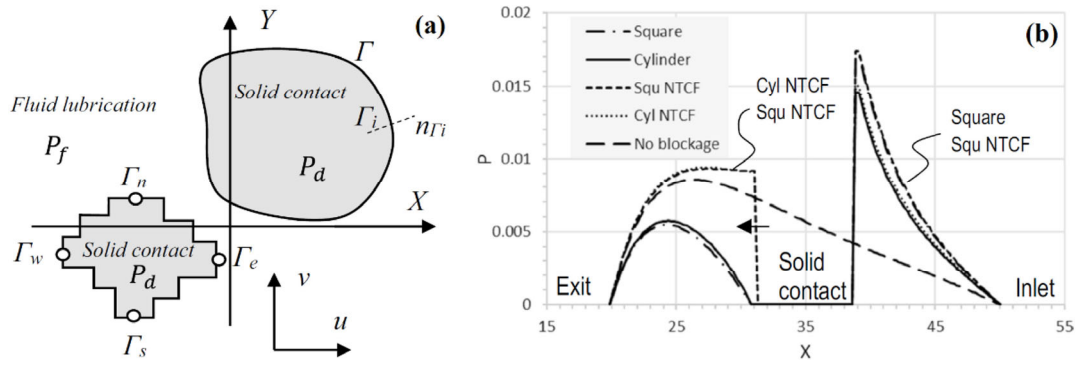 Y
(a)
Γ
Solid contact
Fluid lubrication
Γi
nΓi
Pf
Pd
Γn
X
Γw
Solid contact
Pd
Γe
v
Γs
u
(b)
0.02
0.015
0.01
0.005
0
P
Square
Cylinder
Squ NTCF
Cyl NTCF
No blockage
Cyl NTCF
Squ NTCF
Square
Squ NTCF
Exit
Solid
contact
Inlet
15
25
35
45
55
X